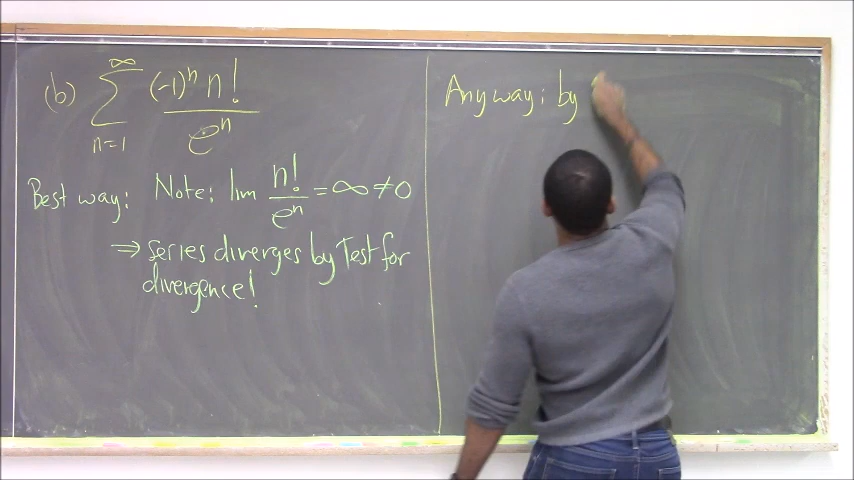 (b) ∞ ∑ n=1 (-1)^n n! / e^n
Best way: Note: lim n!/e^n = ∞ ≠ 0
⇒ series diverges by Test for
divergence!
Anyway: by